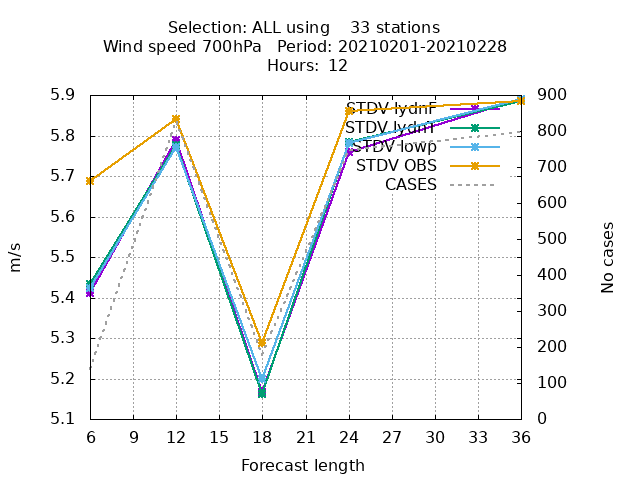 Selection: ALL using 33 stations
Wind speed 700hPa Period: 20210201-20210228
Hours: 12
5.9
5.8
5.7
5.6
5.5
5.4
5.3
5.2
5.1
m/s
900
800
700
600
500
400
300
200
100
0
No cases
STDV
STDV
STDV
STDV OBS
CASES
6
9
12
15
18
21
24
27
30
33
36
Forecast length